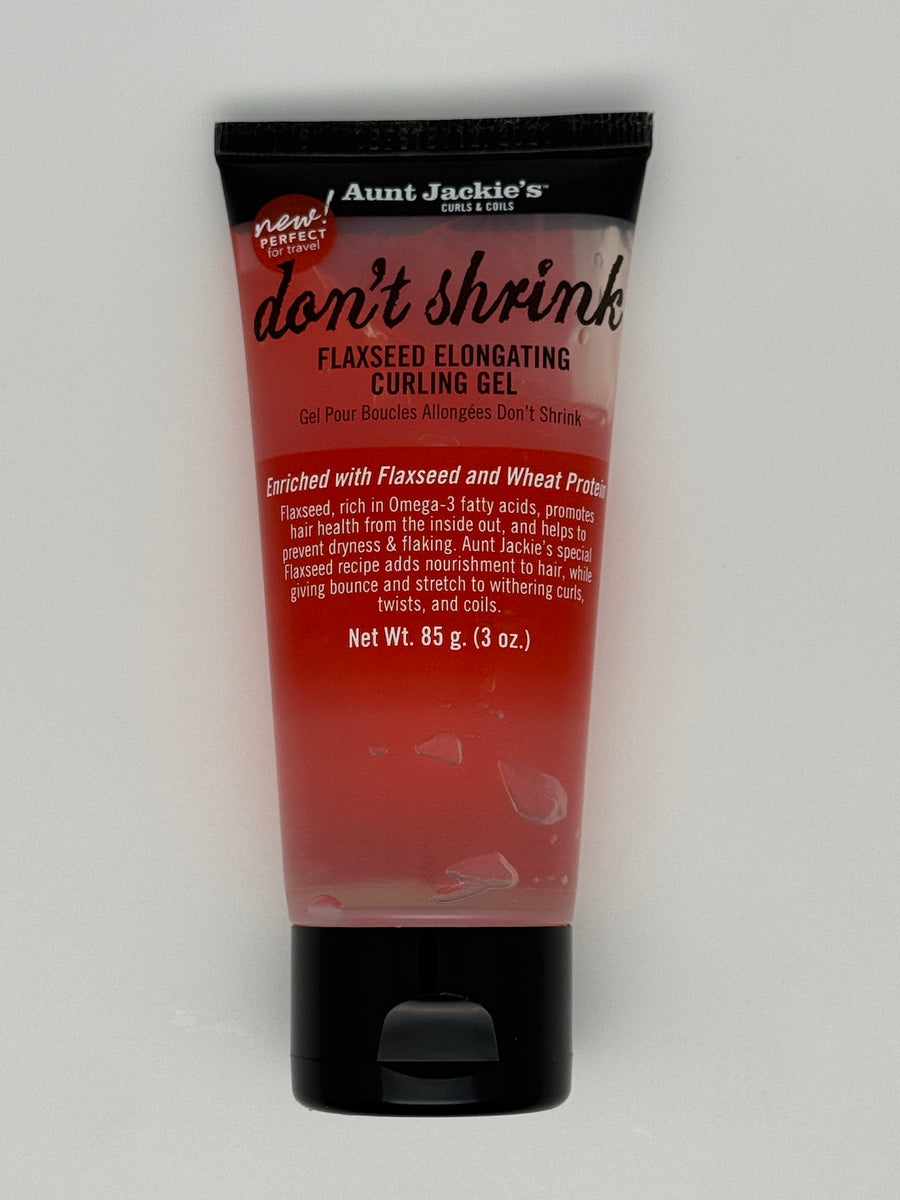 Aunt Jackie's™
CURLS & COILS
new!
PERFECT
for travel
don't shrink
FLAXSEED ELONGATING
CURLING GEL
Gel Pour Boucles Allongées Don't Shrink
Enriched with Flaxseed and Wheat Protein
Flaxseed, rich in Omega-3 fatty acids, promotes
hair health from the inside out, and helps to
prevent dryness & flaking. Aunt Jackie's special
Flaxseed recipe adds nourishment to hair, while
giving bounce and stretch to withering curls,
twists, and coils.
Net Wt. 85 g. (3 oz.)